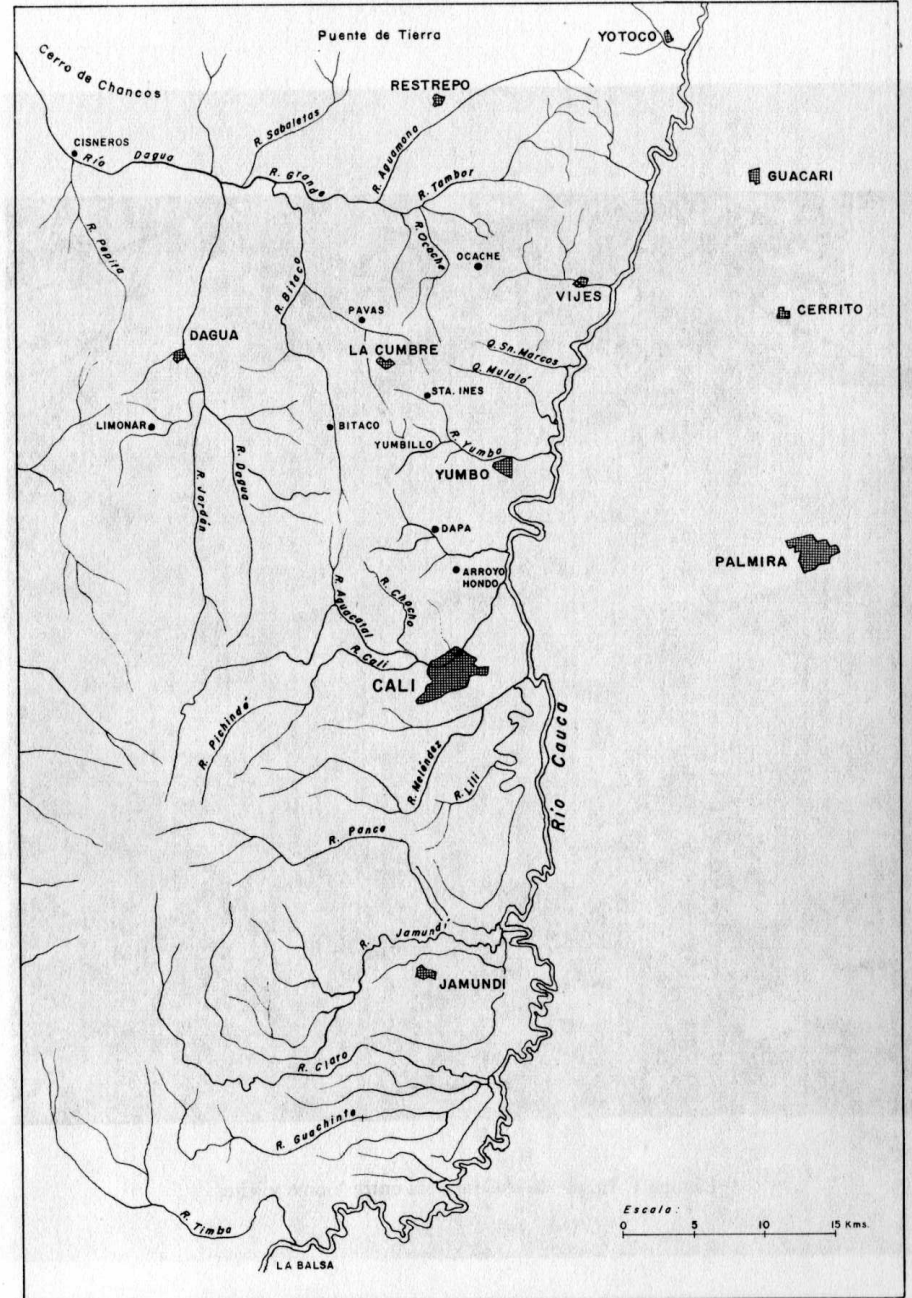 Puente de Tierra
YOTOCO
Cerro de Chancos
RESTREPO
R. Sabaletas
CISNEROS
Río Dagua
R. Aguamona
R. Grande
R. Tambor
GUACARI
R. Pepita
R. Ocache
OCACHE
R. Bitaco
VIJES
PAVAS
CERRITO
DAGUA
LA CUMBRE
Q. Sn. Marcos
Q. Mulaló
STA. INES
LIMONAR
BITACO
YUMBILLO
R. Yumbo
YUMBO
R. Jordán
R. Dagua
DAPA
PALMIRA
ARROYO
HONDO
R. Aguacatal
R. Chocho
R. Cali
CALI
R. Pichindé
Río Cauca
R. Meléndez
R. Lili
R. Pance
R. Jamundí
JAMUNDI
R. Claro
R. Guachinte
R. Timba
LA BALSA
Escala:
0 5 10 15 Kms.